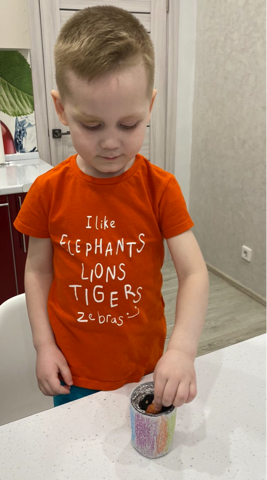 I like
ELEPHANTS
LIONS
TIGERS
zebras :-)